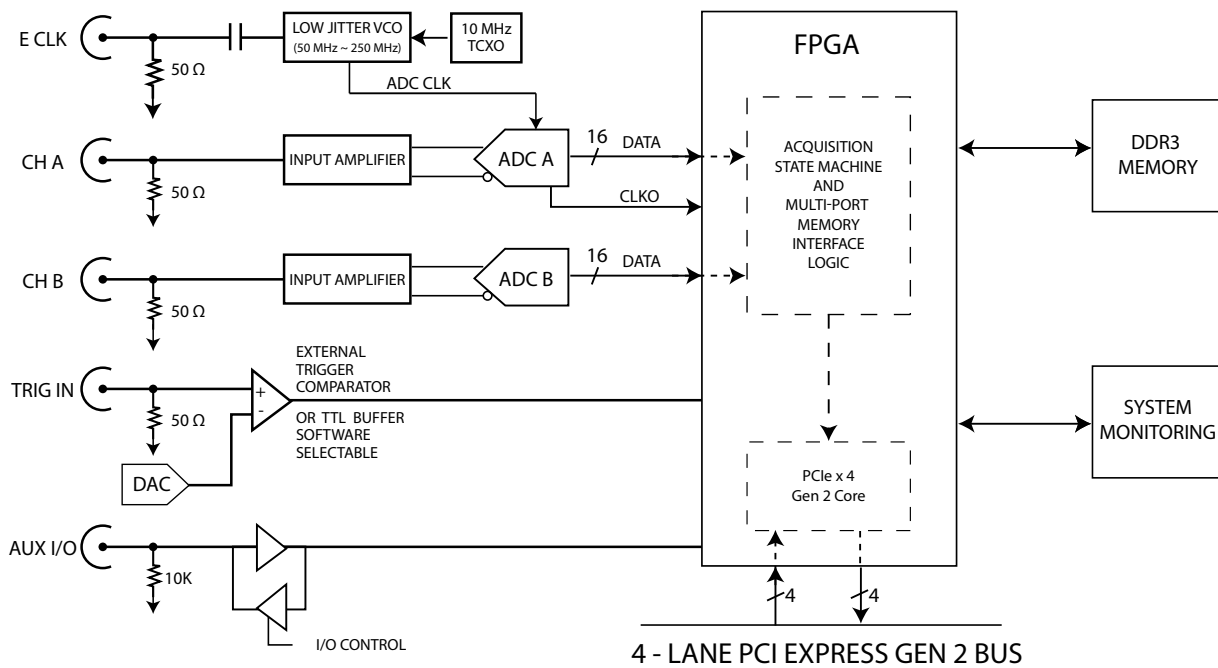 E CLK
50 Ω
LOW JITTER VCO
(50 MHz ~ 250 MHz)
10 MHz
TCXO
ADC CLK
CH A
50 Ω
INPUT AMPLIFIER
ADC A
16
DATA
CLKO
CH B
50 Ω
INPUT AMPLIFIER
ADC B
16
DATA
TRIG IN
50 Ω
DAC
+
-
EXTERNAL
TRIGGER
COMPARATOR
OR TTL BUFFER
SOFTWARE
SELECTABLE
AUX I/O
10K
I/O CONTROL
FPGA
ACQUISITION
STATE MACHINE
AND
MULTI-PORT
MEMORY
INTERFACE
LOGIC
PCIe x 4
Gen 2 Core
4
4
4 - LANE PCI EXPRESS GEN 2 BUS
DDR3
MEMORY
SYSTEM
MONITORING